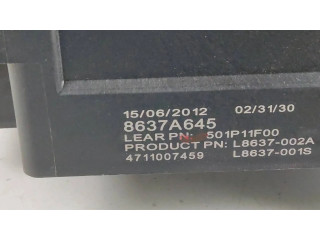 15/06/2012 02/31/30
8637A645
LEAR PN: 501P11F00
PRODUCT PN: L8637-002A
4711007459 L8637-001S